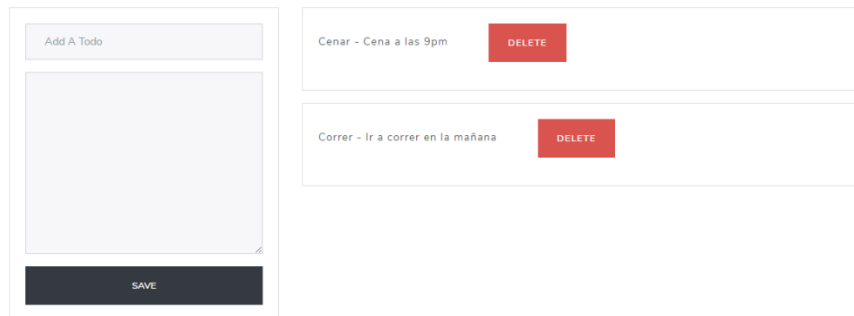 Add A Todo
SAVE
Cenar - Cena a las 9pm
DELETE
Correr - Ir a correr en la mañana
DELETE